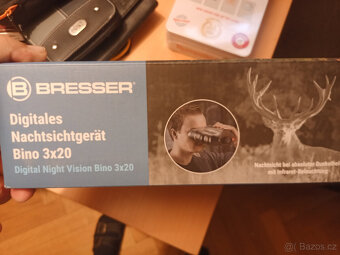 B BRESSER®
Digitales
Nachtsichtgerät
Bino 3x20
Digital Night Vision Bino 3x20
Nachtsicht bei absoluter Dunkelheit
mit Infrarot-Beleuchtung
Bazos.cz